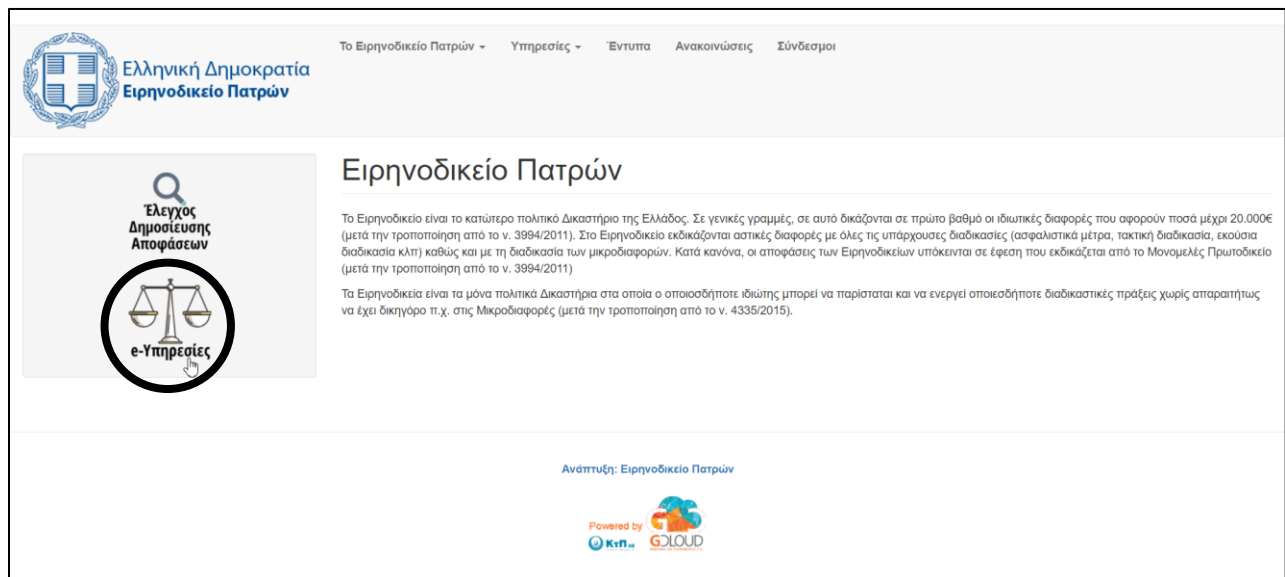 Το Ειρηνοδικείο Πατρών Υπηρεσίες Έντυπα Ανακοινώσεις Σύνδεσμοι
Ελληνική Δημοκρατία
Ειρηνοδικείο Πατρών
Έλεγχος
Δημοσίευσης
Αποφάσεων
e-Υπηρεσίες
Ειρηνοδικείο Πατρών
Το Ειρηνοδικείο είναι το κατώτερο πολιτικό Δικαστήριο της Ελλάδος. Σε γενικές γραμμές, σε αυτό δικάζονται σε πρώτο βαθμό οι ιδιωτικές διαφορές που αφορούν ποσά μέχρι 20.000€
(μετά την τροποποίηση από το ν. 3994/2011). Στο Ειρηνοδικείο εκδικάζονται αστικές διαφορές με όλες τις υπάρχουσες διαδικασίες (ασφαλιστικά μέτρα, τακτική διαδικασία, εκούσια
διαδικασία κλπ) καθώς και με τη διαδικασία των μικροδιαφορών. Κατά κανόνα, οι αποφάσεις των Ειρηνοδικείων υπόκεινται σε έφεση που εκδικάζεται από το Μονομελές Πρωτοδικείο
(μετά την τροποποίηση από το ν. 3994/2011)
Τα Ειρηνοδικεία είναι τα μόνα πολιτικά Δικαστήρια στα οποία ο οποιοσδήποτε ιδιώτης μπορεί να παρίσταται και να ενεργεί οποιεσδήποτε διαδικαστικές πράξεις χωρίς απαραιτήτως
να έχει δικηγόρο π.χ. στις Μικροδιαφορές (μετά την τροποποίηση από το ν. 4335/2015).
Ανάπτυξη: Ειρηνοδικείο Πατρών
Powered by
ΚτΠ GCLOUD